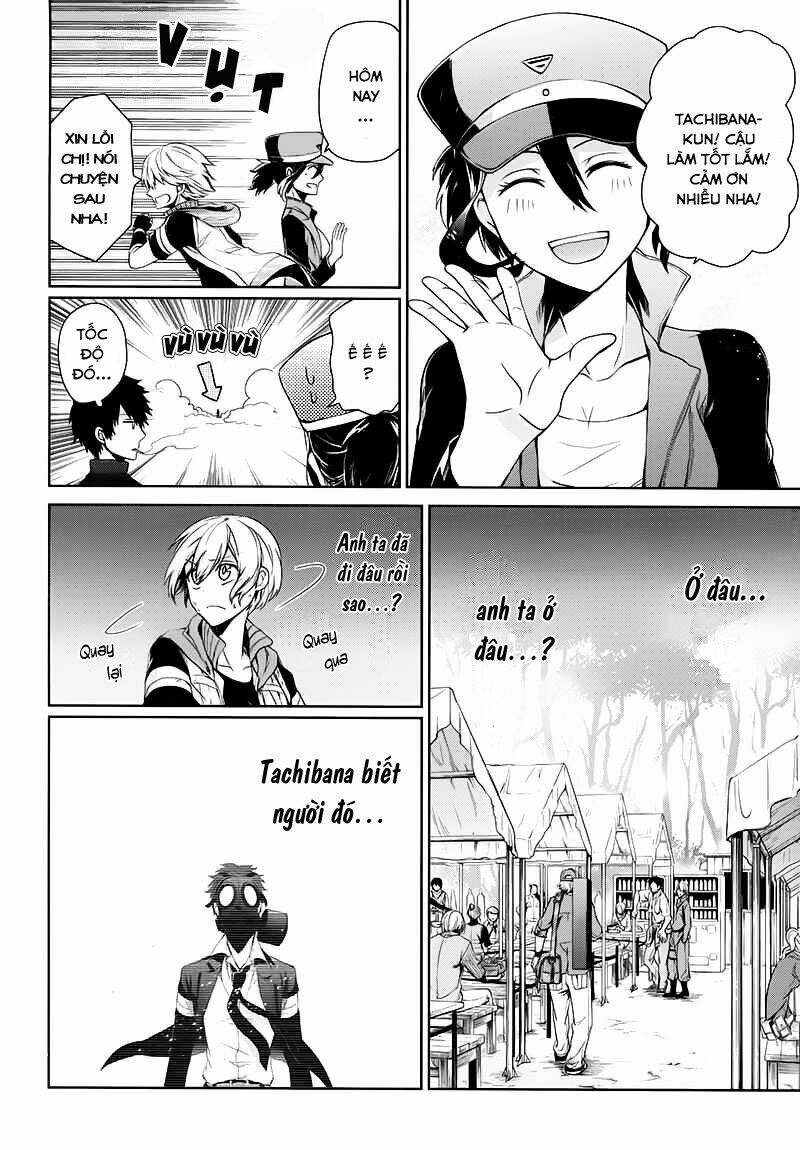 TACHIBANA-
KUN! CẬU
LÀM TỐT LẮM!
CẢM ƠN
NHIỀU NHA!
HÔM
NAY
...
VỤT
XIN LỖI
CHỊ! NÓI
CHUYỆN
SAU
NHA!
Ê Ê Ê
?
VÙ VÙ VÙ
TỐC
ĐỘ
ĐÓ...
Ở đâu...
anh ta ở
đâu...?
Anh ta đã
đi đâu rồi
sao...?
Quay
qua
Quay
lại
Tachibana biết
người đó...